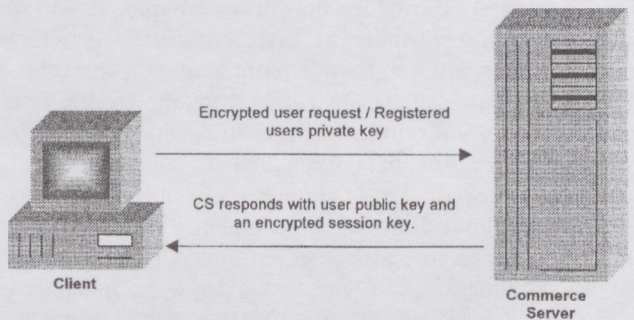 Encrypted user request / Registered
users private key
CS responds with user public key and
an encrypted session key.
Client
Commerce
Server